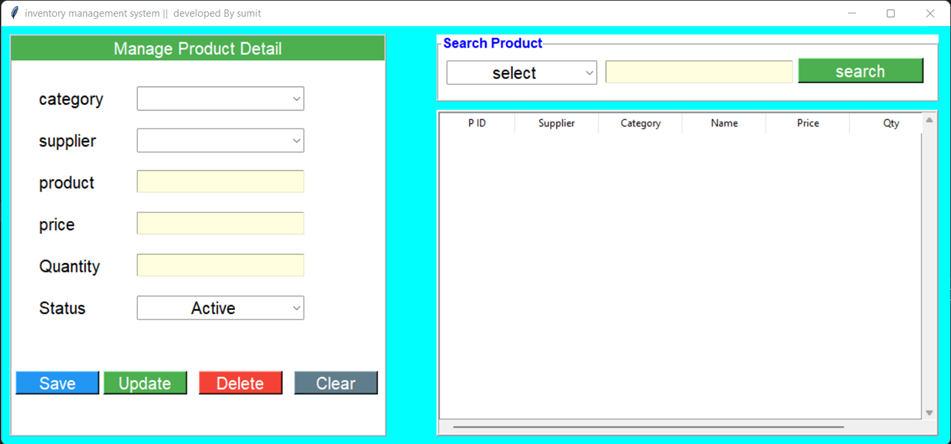 inventory management system || developed By sumit
Manage Product Detail
category
supplier
product
price
Quantity
Status Active
Save Update Delete Clear
Search Product
select search
P ID Supplier Category Name Price Qty